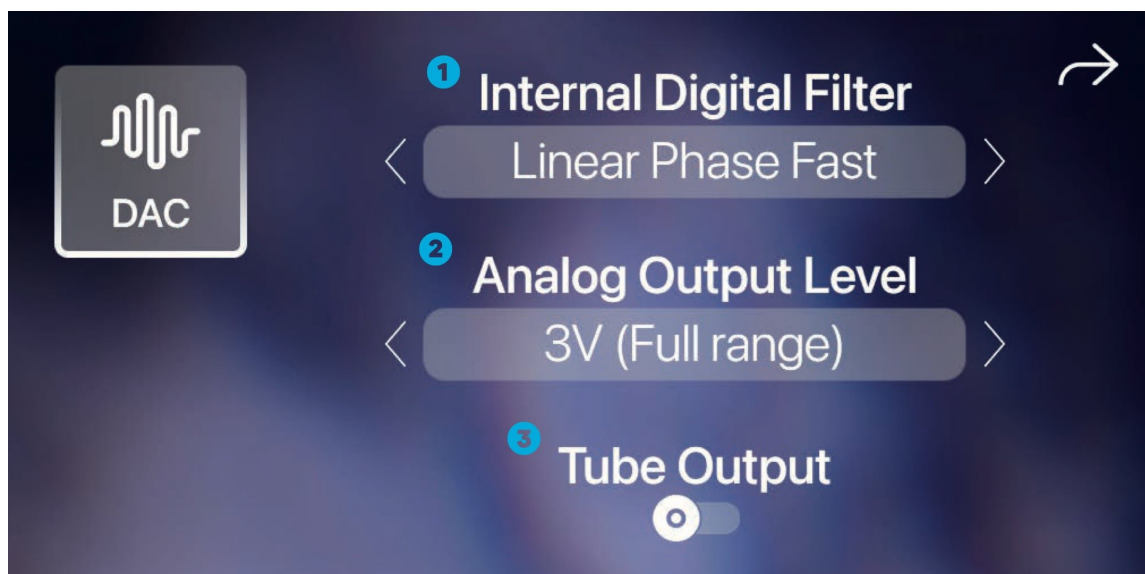 DAC
1
Internal Digital Filter
Linear Phase Fast
2
Analog Output Level
3V (Full range)
3
Tube Output